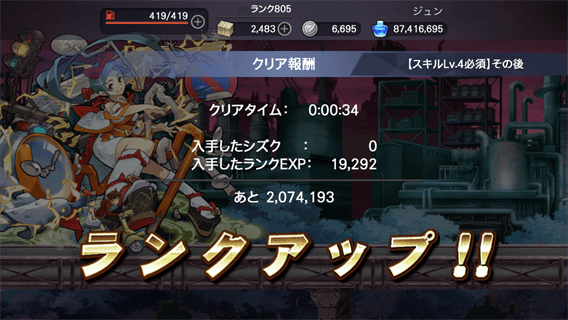 ランク805
ジュン
419/419
2,483
6,695
87,416,695
クリア報酬
【スキルLv.4必須】その後
クリアタイム： 0:00:34
入手したシズク ： 0
入手したランクEXP： 19,292
あと 2,074,193
ランクアップ!!